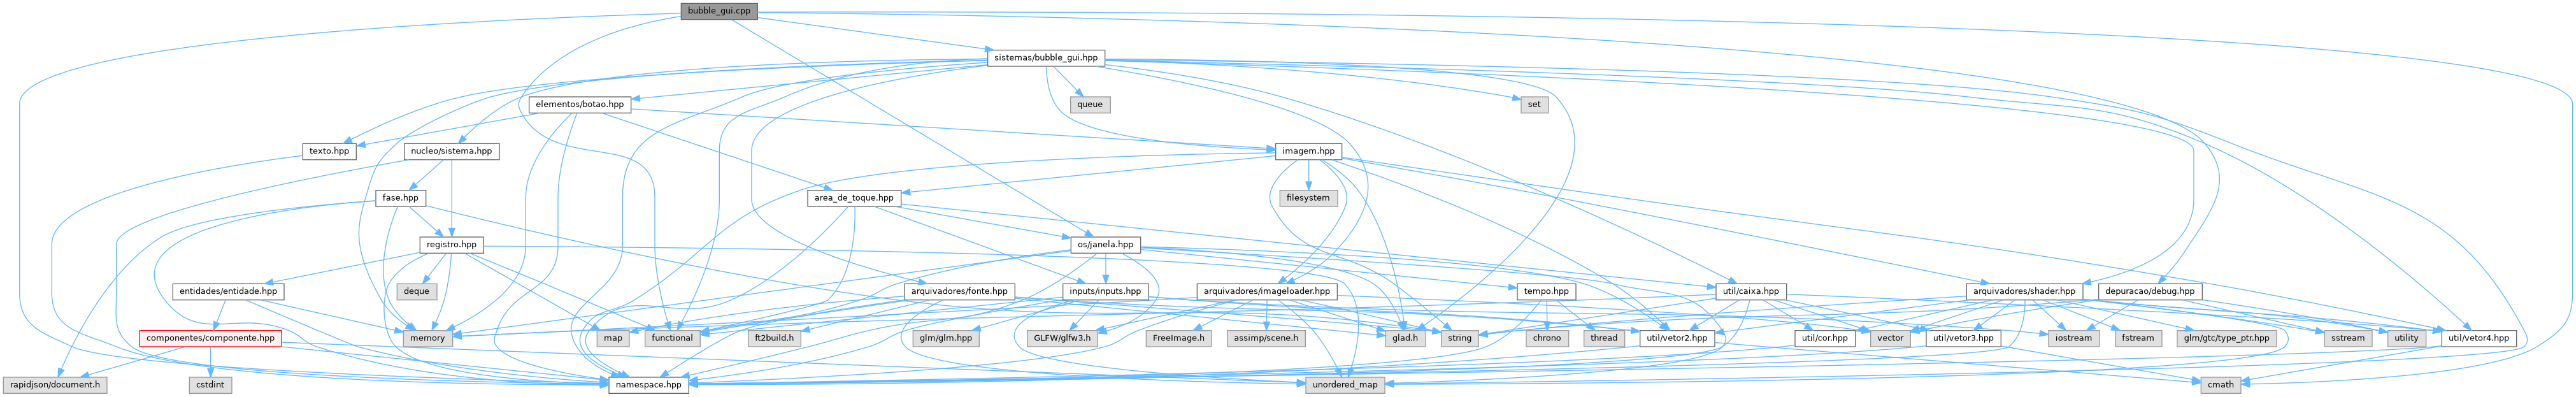 bubble_gui.cpp
sistemas/bubble_gui.hpp
elementos/botao.hpp
queue
set
texto.hpp
nucleo/sistema.hpp
imagem.hpp
fase.hpp
area_de_toque.hpp
filesystem
registro.hpp
os/janela.hpp
entidades/entidade.hpp
deque
arquivadores/fonte.hpp
inputs/inputs.hpp
arquivadores/imageloader.hpp
tempo.hpp
util/caixa.hpp
arquivadores/shader.hpp
depuracao/debug.hpp
componentes/componente.hpp
memory
map
functional
ft2build.h
glm/glm.hpp
GLFW/glfw3.h
FreeImage.h
assimp/scene.h
glad.h
string
chrono
thread
util/vetor2.hpp
util/cor.hpp
vector
util/vetor3.hpp
iostream
fstream
glm/gtc/type_ptr.hpp
sstream
utility
util/vetor4.hpp
rapidjson/document.h
cstdint
namespace.hpp
unordered_map
cmath